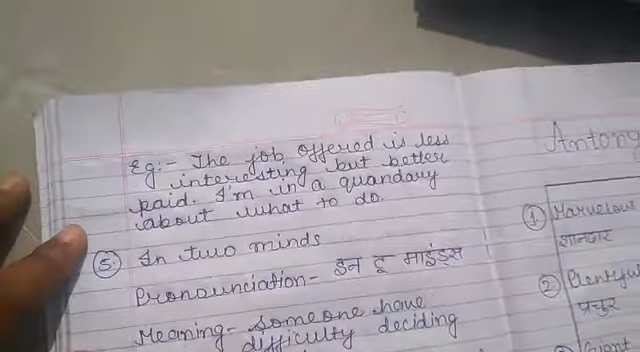 Eg:- The job offered is less
interesting but better
paid. I'm in a quandary
about what to do.
⑤ In two minds
Pronounciation- इन टू माइंड्स
Meaning- Someone have
difficulty deciding
Antony
① Marvelous
शानदार
② Plentiful
प्रचुर